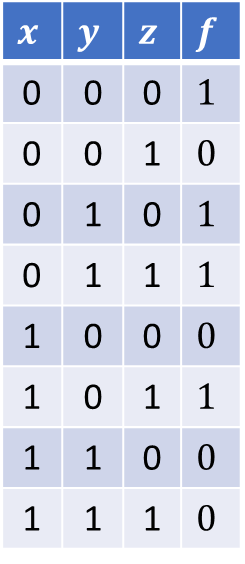 x y z f
0 0 0 1
0 0 1 0
0 1 0 1
0 1 1 1
1 0 0 0
1 0 1 1
1 1 0 0
1 1 1 0